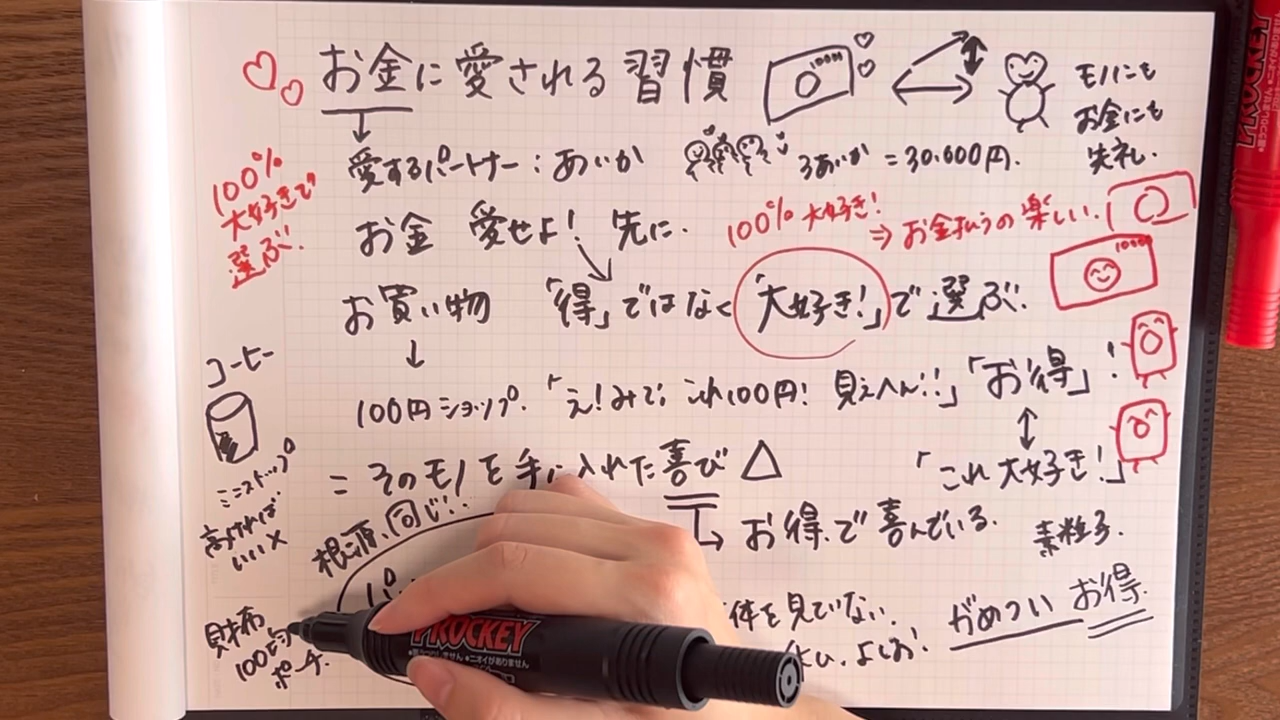 お金に愛される習慣
1000
モノにも
お金にも
失礼.
愛するパートナー：あいか
3あいか = 30.000円.
100%
大好きで
選ぶ!
お金 愛せよ! 先に.
100% 大好き!
⇒ お金払うの楽しい.
1000
お買い物 「得」ではなく「大好き!」で選ぶ.
コーヒー
100円ショップ.「え!みて! これ100円! 見えへん!!」「お得」!
「これ大好き!」
= そのモノを手に入れた喜び △
ミニストップ
高ければ
いい×
根源、同じ!!
お得で喜んでいる.
素粒子.
パ
体を見ていない.
がめつい お得.
よしお!
財布
100均
ポーチ.
PROCKEY
PROCKEY